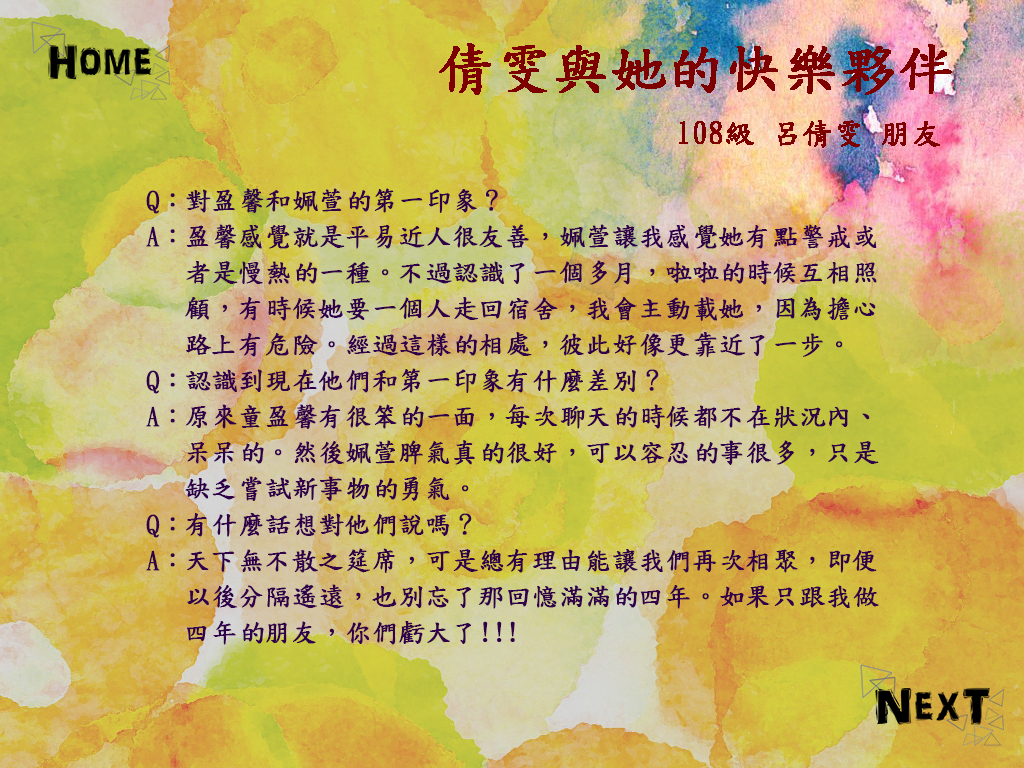 HOME
倩雯與她的快樂夥伴
108級 呂倩雯 朋友
Q：對盈馨和姵萱的第一印象？
A：盈馨感覺就是平易近人很友善，姵萱讓我感覺她有點警戒或
者是慢熱的一種。不過認識了一個多月，啦啦的時候互相照
顧，有時候她要一個人走回宿舍，我會主動載她，因為擔心
路上有危險。經過這樣的相處，彼此好像更靠近了一步。
Q：認識到現在他們和第一印象有什麼差別？
A：原來童盈馨有很笨的一面，每次聊天的時候都不在狀況內、
呆呆的。然後姵萱脾氣真的很好，可以容忍的事很多，只是
缺乏嘗試新事物的勇氣。
Q：有什麼話想對他們說嗎？
A：天下無不散之筵席，可是總有理由能讓我們再次相聚，即便
以後分隔遙遠，也別忘了那回憶滿滿的四年。如果只跟我做
四年的朋友，你們虧大了!!!
NEXT